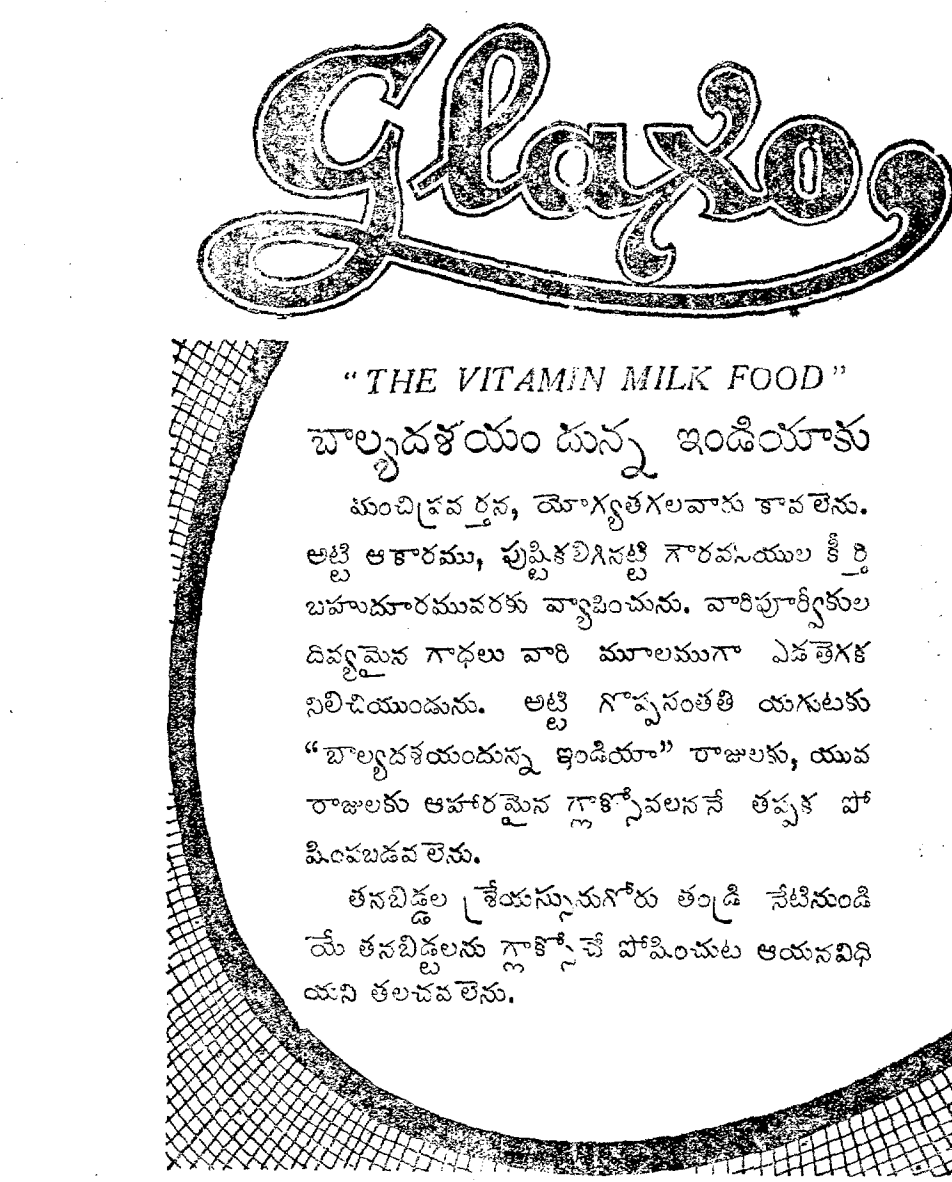 Glaxo
"THE VITAMIN MILK FOOD"
బాల్యదశయం దున్న ఇండియాకు
మంచిప్రవర్తన, యోగ్యతగలవారు కావలెను.
అట్టి ఆకారము, పుష్టికలిగినట్టి గౌరవనీయుల కీర్తి
బహుదూరమువరకు వ్యాపించును. వారిపూర్వీకుల
దివ్యమైన గాధలు వారి మూలముగా ఎడతెగక
నిలిచియుండును. అట్టి గొప్పసంతతి యగుటకు
“బాల్యదశయందున్న ఇండియా” రాజులకు, యువ
రాజులకు ఆహారమైన గ్లాక్సోవలననే తప్పక పో
షింపబడవలెను.
తనబిడ్డల శ్రేయస్సునుగోరు తండ్రి నేటినుండి
యే తనబిడ్డలను గ్లాక్సోచే పోషించుట ఆయనవిధి
యని తలచవలెను.